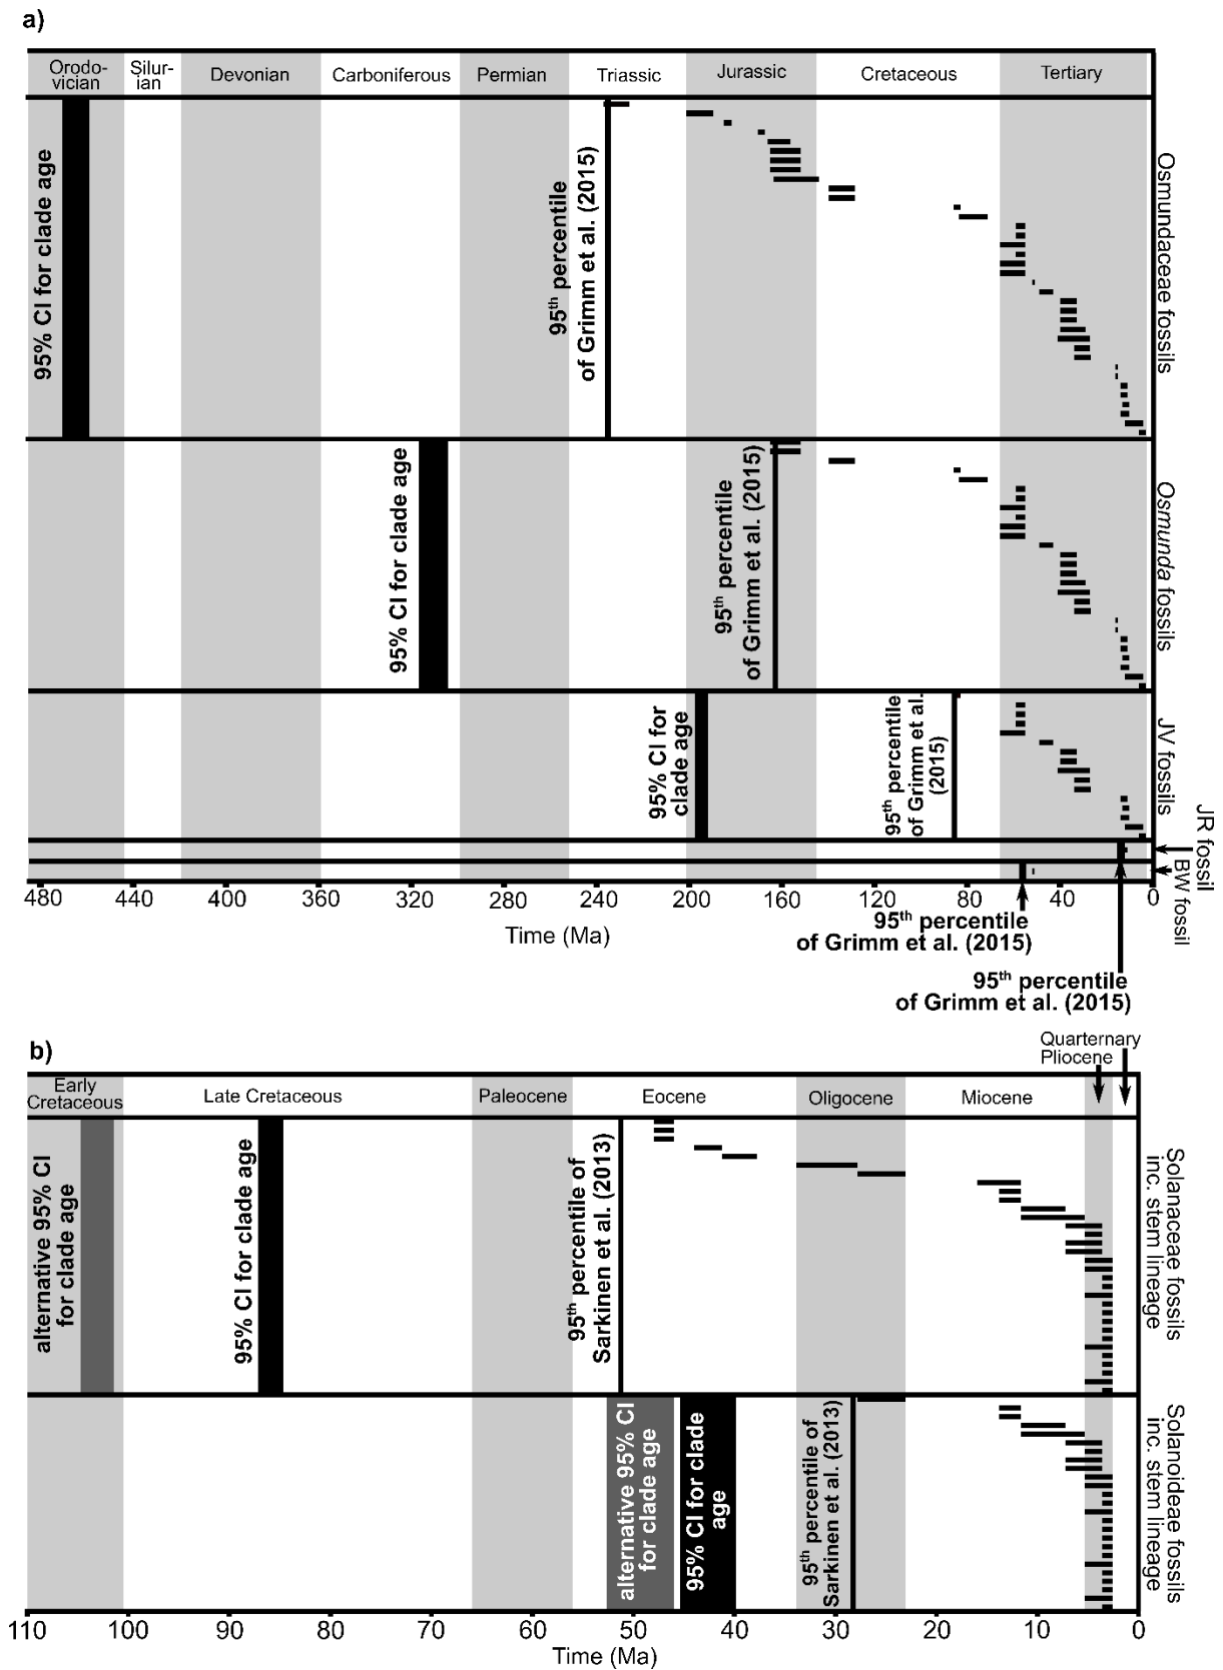 a)
Orodo-
vician
Silur-
ian
Devonian
Carboniferous
Permian
Triassic
Jurassic
Cretaceous
Tertiary
95% CI for clade age
95th percentile
of Grimm et al. (2015)
Osmundaceae fossils
95% CI for clade age
95th percentile
of Grimm et al. (2015)
Osmunda fossils
95% CI for
clade age
95th percentile
of Grimm et al.
(2015)
JV fossils
JR fossil
BW fossil
480 440 400 360 320 280 240 200 160 120 80 40 0
Time (Ma)
95th percentile
of Grimm et al. (2015)
95th percentile
of Grimm et al. (2015)
b)
Quarternary
Pliocene
Early
Cretaceous
Late Cretaceous
Paleocene
Eocene
Oligocene
Miocene
alternative 95% CI
for clade age
95% CI for clade age
95th percentile of
Sarkinen et al. (2013)
Solanaceae fossils
inc. stem lineage
alternative 95% CI
for clade age
95% CI for clade
age
95th percentile of
Sarkinen et al. (2013)
Solanoideae fossils
inc. stem lineage
110 100 90 80 70 60 50 40 30 20 10 0
Time (Ma)